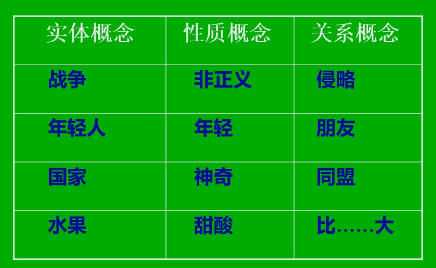 实体概念 性质概念 关系概念
战争 非正义 侵略
年轻人 年轻 朋友
国家 神奇 同盟
水果 甜酸 比……大